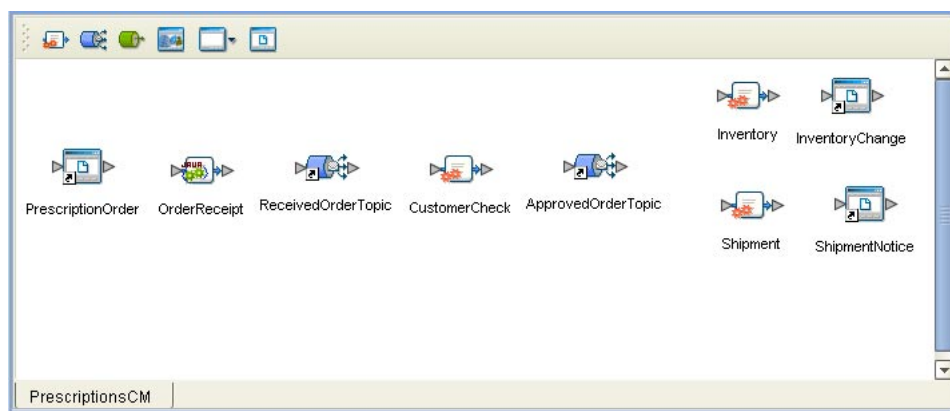 Inventory
InventoryChange
PrescriptionOrder
OrderReceipt
ReceivedOrderTopic
CustomerCheck
ApprovedOrderTopic
Shipment
ShipmentNotice
PrescriptionsCM